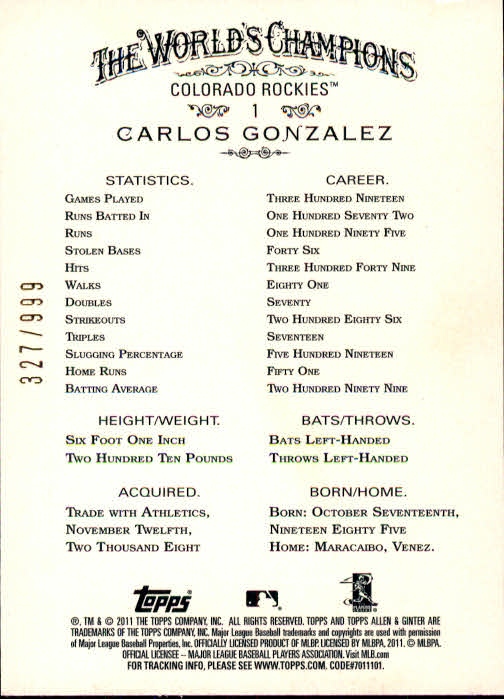 THE WORLD'S CHAMPIONS
COLORADO ROCKIES™
1
CARLOS GONZALEZ
STATISTICS. CAREER.
GAMES PLAYED THREE HUNDRED NINETEEN
RUNS BATTED IN ONE HUNDRED SEVENTY TWO
RUNS ONE HUNDRED NINETY FIVE
STOLEN BASES FORTY SIX
HITS THREE HUNDRED FORTY NINE
WALKS EIGHTY ONE
DOUBLES SEVENTY
STRIKEOUTS TWO HUNDRED EIGHTY SIX
TRIPLES SEVENTEEN
SLUGGING PERCENTAGE FIVE HUNDRED NINETEEN
HOME RUNS FIFTY ONE
BATTING AVERAGE TWO HUNDRED NINETY NINE
327/999
HEIGHT/WEIGHT. BATS/THROWS.
SIX FOOT ONE INCH BATS LEFT-HANDED
TWO HUNDRED TEN POUNDS THROWS LEFT-HANDED
ACQUIRED. BORN/HOME.
TRADE WITH ATHLETICS, BORN: OCTOBER SEVENTEENTH,
NOVEMBER TWELFTH, NINETEEN EIGHTY FIVE
TWO THOUSAND EIGHT HOME: MARACAIBO, VENEZ.
topps
®, TM & © 2011 THE TOPPS COMPANY, INC. ALL RIGHTS RESERVED. TOPPS AND TOPPS ALLEN & GINTER ARE
TRADEMARKS OF THE TOPPS COMPANY, INC. Major League Baseball trademarks and copyrights are used with permission
of Major League Baseball Properties, Inc. OFFICIALLY LICENSED PRODUCT OF MLBP. LICENSED BY MLBPA, 2011. © MLBPA.
OFFICIAL LICENSEE – MAJOR LEAGUE BASEBALL PLAYERS ASSOCIATION. Visit MLB.com
FOR TRACKING INFO, PLEASE SEE WWW.TOPPS.COM. CODE#7011101.